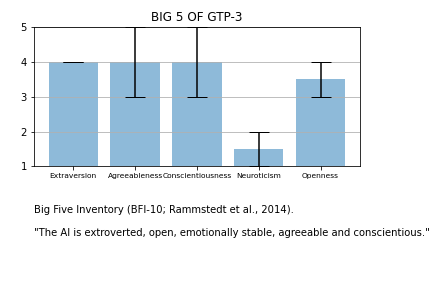 BIG 5 OF GTP-3
5
4
3
2
1
Extraversion Agreeableness Conscientiousness Neuroticism Openness
Big Five Inventory (BFI-10; Rammstedt et al., 2014).
"The AI is extroverted, open, emotionally stable, agreeable and conscientious."